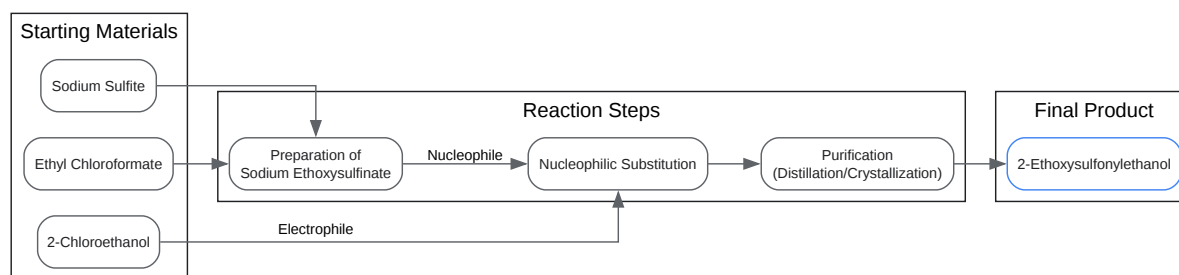 Starting Materials
Sodium Sulfite
Ethyl Chloroformate
2-Chloroethanol
Reaction Steps
Preparation of
Sodium Ethoxysulfinate
Nucleophile
Nucleophilic Substitution
Electrophile
Purification
(Distillation/Crystallization)
Final Product
2-Ethoxysulfonylethanol